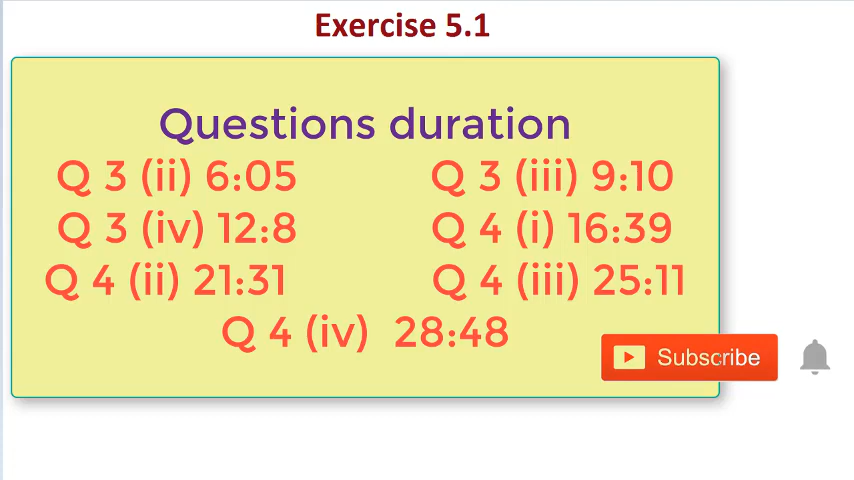 Exercise 5.1
Questions duration
Q 3 (ii) 6:05 Q 3 (iii) 9:10
Q 3 (iv) 12:8 Q 4 (i) 16:39
Q 4 (ii) 21:31 Q 4 (iii) 25:11
Q 4 (iv) 28:48
Subscribe